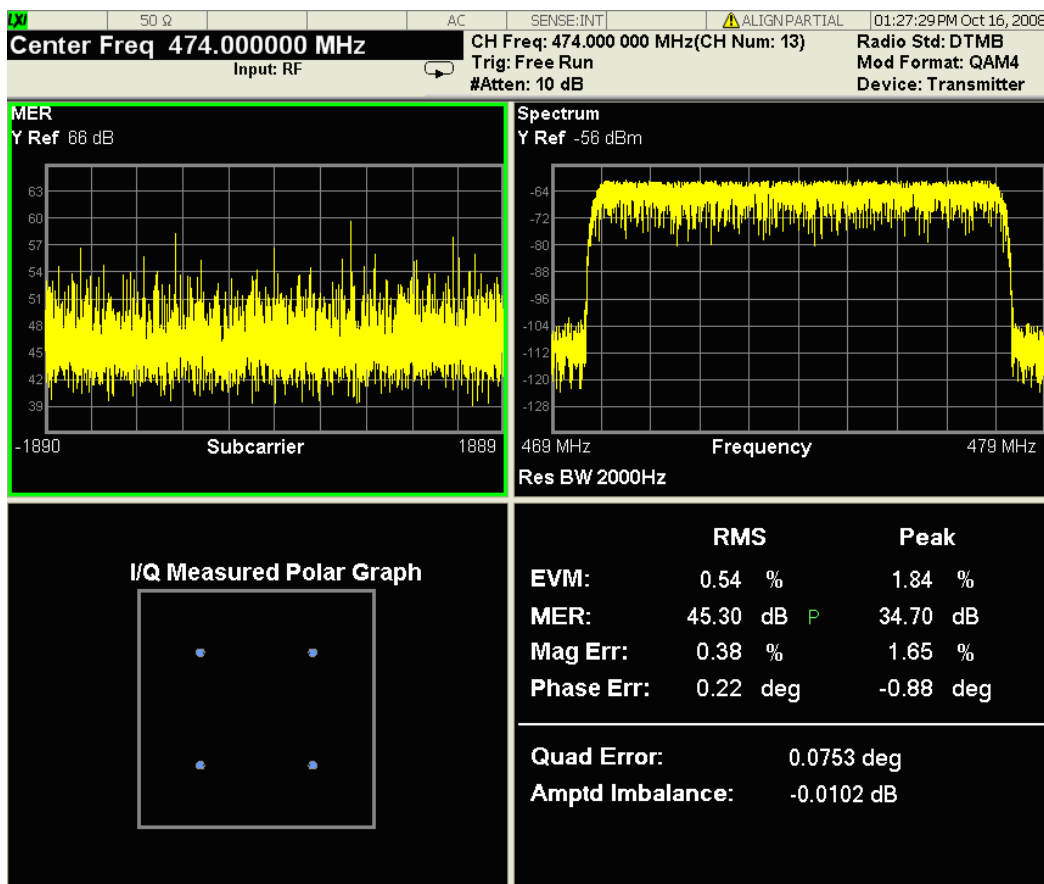 LXI 50 Ω AC SENSE:INT ALIGN PARTIAL 01:27:29 PM Oct 16, 2008
Center Freq 474.000000 MHz
Input: RF
CH Freq: 474.000 000 MHz(CH Num: 13)
Trig: Free Run
#Atten: 10 dB
Radio Std: DTMB
Mod Format: QAM4
Device: Transmitter
MER
Y Ref 66 dB
63
60
57
54
51
48
45
42
39
-1890 Subcarrier 1889
Spectrum
Y Ref -56 dBm
-64
-72
-80
-88
-96
-104
-112
-120
-128
469 MHz Frequency 479 MHz
Res BW 2000Hz
I/Q Measured Polar Graph
RMS Peak
EVM: 0.54 % 1.84 %
MER: 45.30 dB P 34.70 dB
Mag Err: 0.38 % 1.65 %
Phase Err: 0.22 deg -0.88 deg
Quad Error: 0.0753 deg
Amptd Imbalance: -0.0102 dB